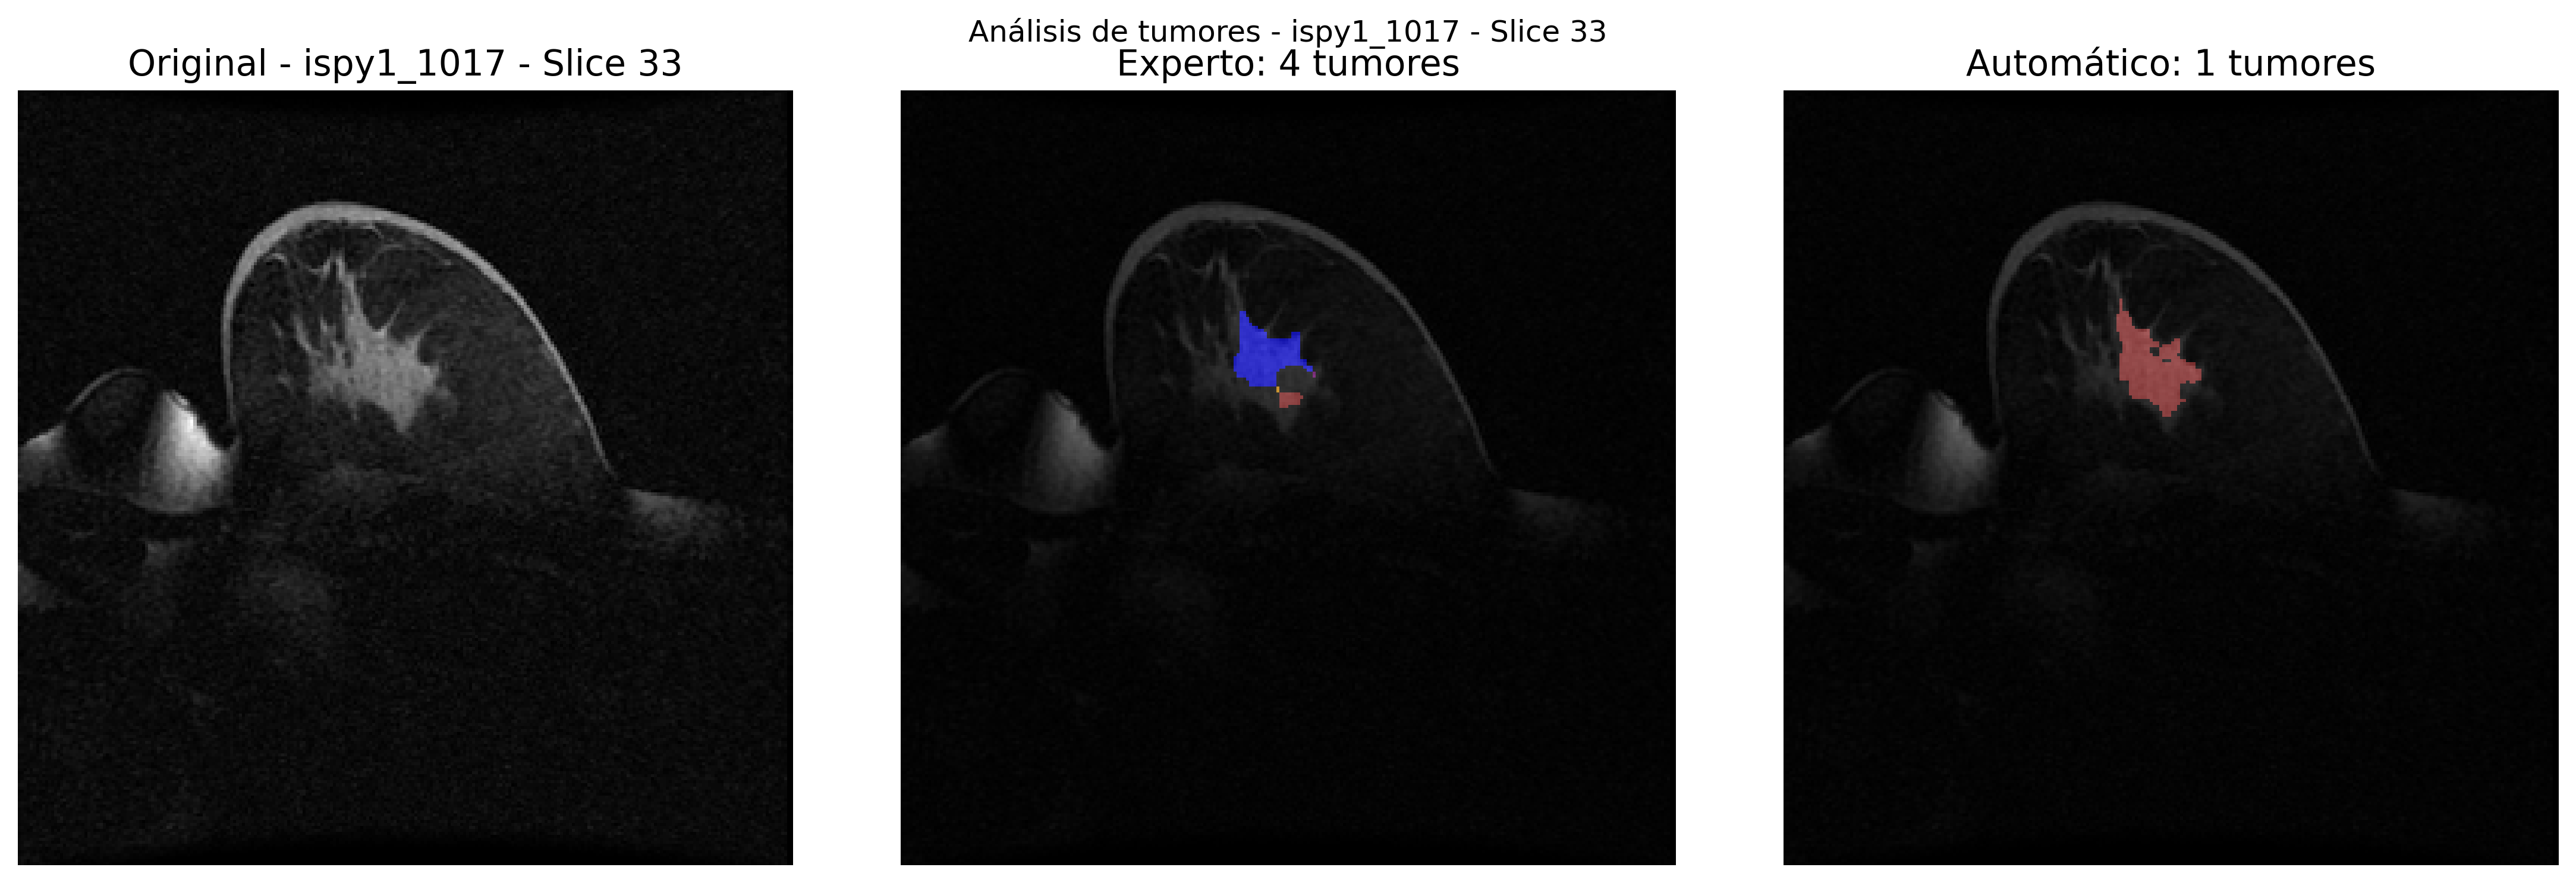 Análisis de tumores - ispy1_1017 - Slice 33
Original - ispy1_1017 - Slice 33
Experto: 4 tumores
Automático: 1 tumores